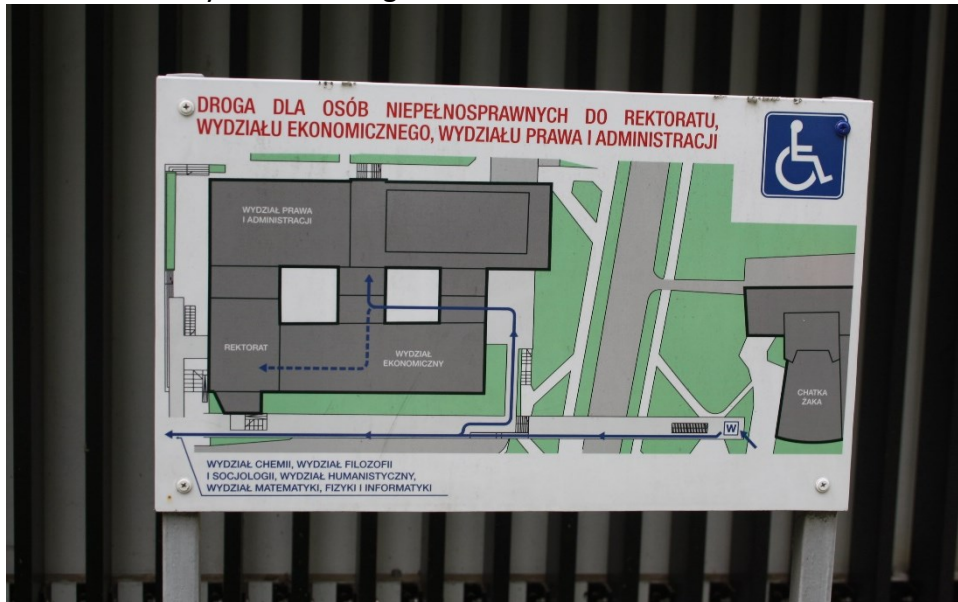 DROGA DLA OSÓB NIEPEŁNOSPRAWNYCH DO REKTORATU,
WYDZIAŁU EKONOMICZNEGO, WYDZIAŁU PRAWA I ADMINISTRACJI
WYDZIAŁ PRAWA
I ADMINISTRACJI
REKTORAT
WYDZIAŁ
EKONOMICZNY
CHATKA
ŻAKA
W
WYDZIAŁ CHEMII, WYDZIAŁ FILOZOFII
I SOCJOLOGII, WYDZIAŁ HUMANISTYCZNY,
WYDZIAŁ MATEMATYKI, FIZYKI I INFORMATYKI